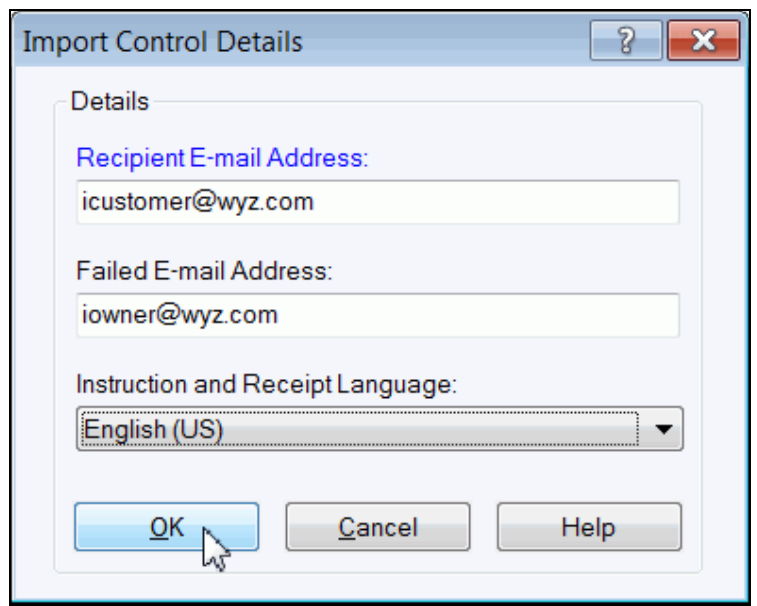 Import Control Details
?
Details
Recipient E-mail Address:
icustomer@wyz.com
Failed E-mail Address:
iowner@wyz.com
Instruction and Receipt Language:
English (US)
OK Cancel Help